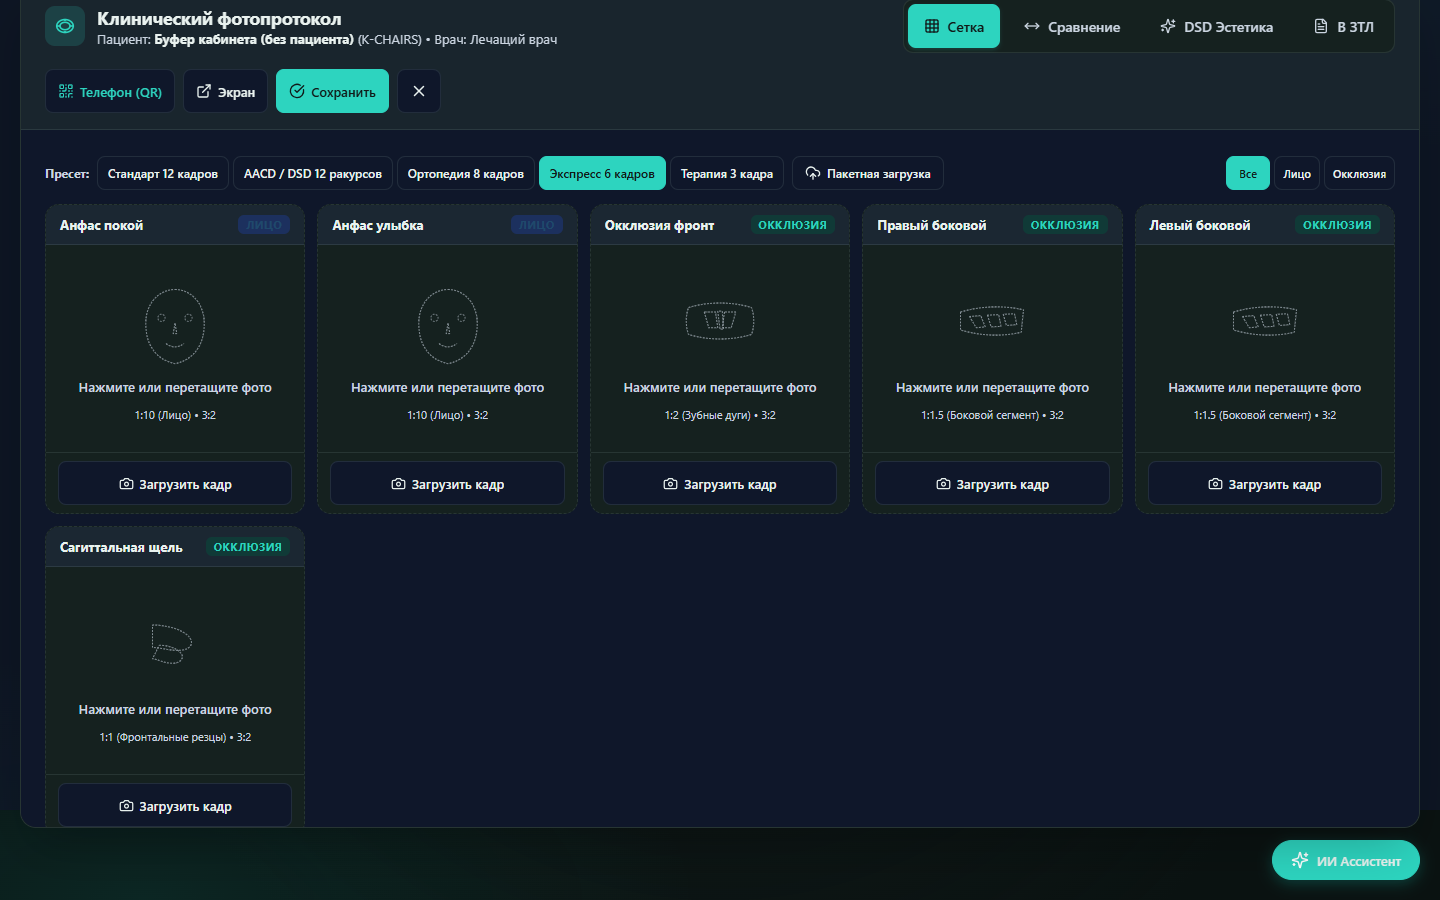 Клинический фотопротокол
Пациент: Буфер кабинета (без пациента) (K-CHAIRS) • Врач: Лечащий врач
Сетка
Сравнение
DSD Эстетика
В ЗТЛ
Телефон (QR)
Экран
Сохранить
Пресет:
Стандарт 12 кадров
AACD / DSD 12 ракурсов
Ортопедия 8 кадров
Экспресс 6 кадров
Терапия 3 кадра
Пакетная загрузка
Все
Лицо
Окклюзия
Анфас покой
ЛИЦО
Нажмите или перетащите фото
1:10 (Лицо) • 3:2
Загрузить кадр
Анфас улыбка
ЛИЦО
Нажмите или перетащите фото
1:10 (Лицо) • 3:2
Загрузить кадр
Окклюзия фронт
ОККЛЮЗИЯ
Нажмите или перетащите фото
1:2 (Зубные дуги) • 3:2
Загрузить кадр
Правый боковой
ОККЛЮЗИЯ
Нажмите или перетащите фото
1:1.5 (Боковой сегмент) • 3:2
Загрузить кадр
Левый боковой
ОККЛЮЗИЯ
Нажмите или перетащите фото
1:1.5 (Боковой сегмент) • 3:2
Загрузить кадр
Сагиттальная щель
ОККЛЮЗИЯ
Нажмите или перетащите фото
1:1 (Фронтальные резцы) • 3:2
Загрузить кадр
ИИ Ассистент